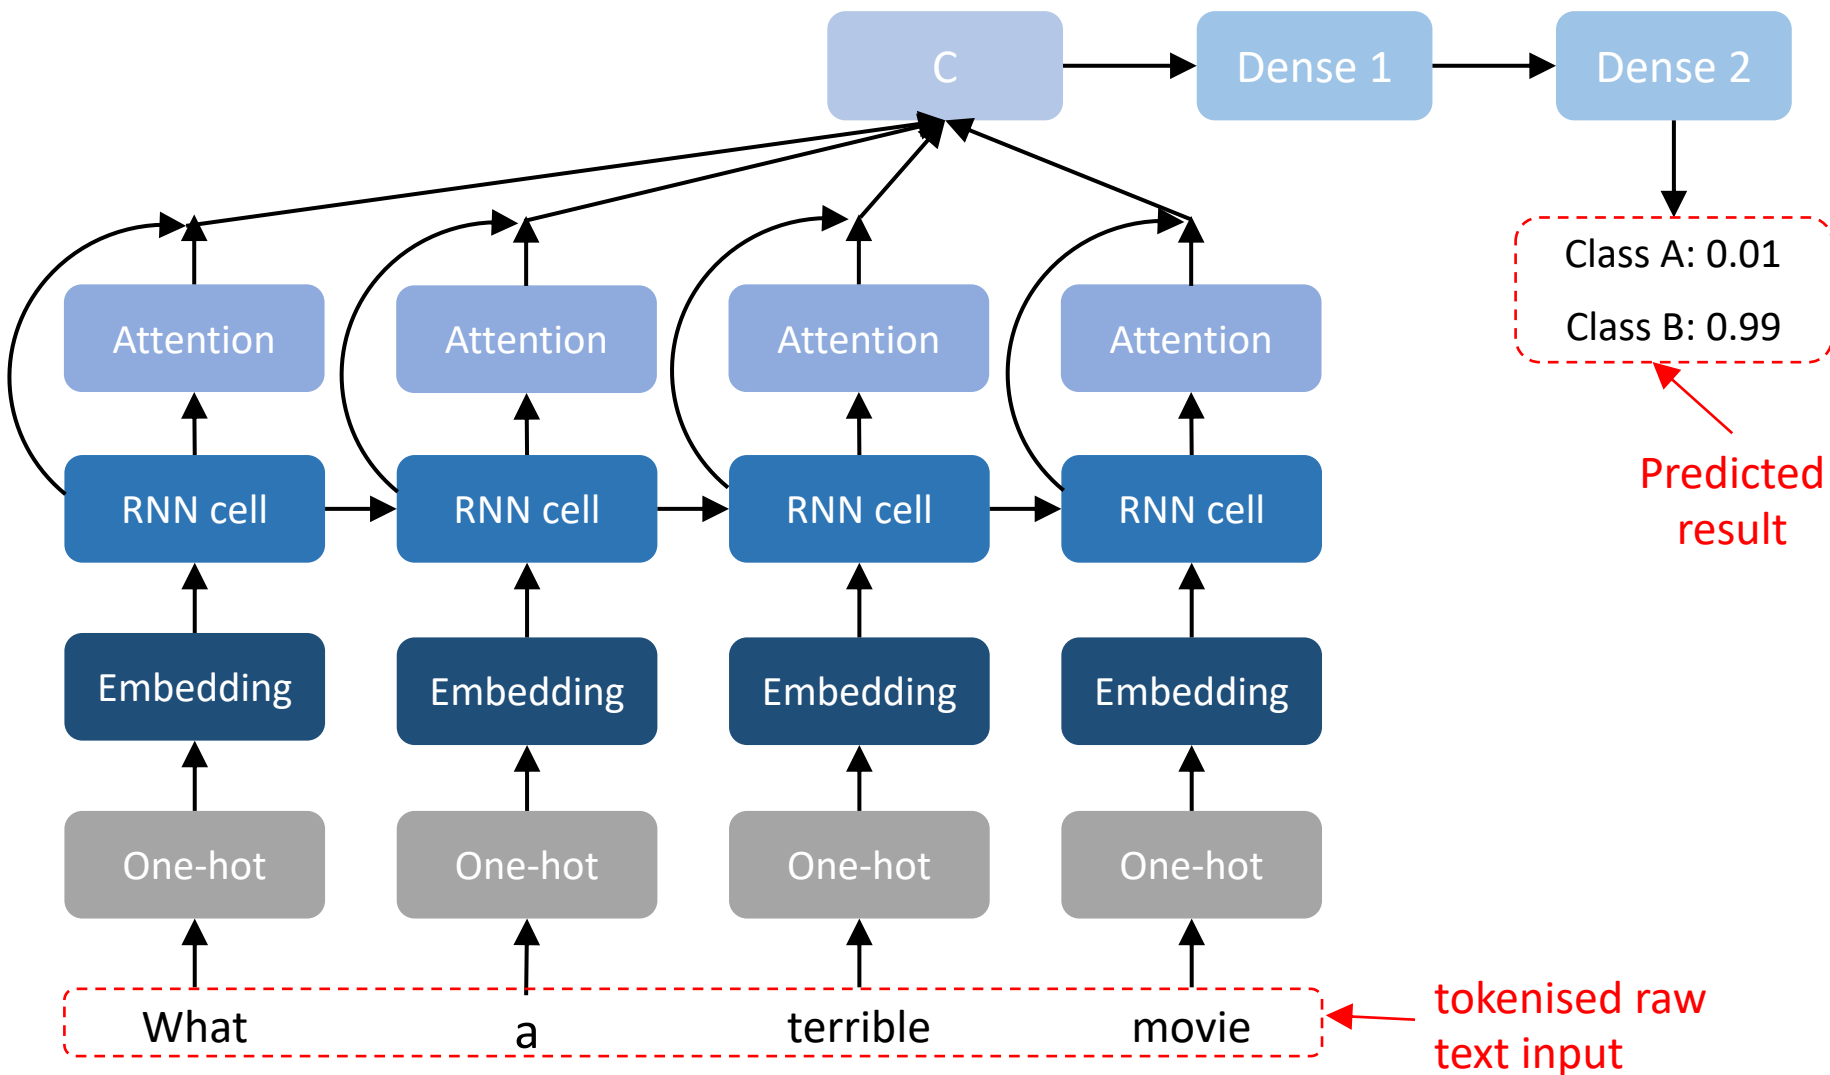 C Dense 1 Dense 2
Class A: 0.01
Class B: 0.99
Attention Attention Attention Attention
Predicted
result
RNN cell RNN cell RNN cell RNN cell
Embedding Embedding Embedding Embedding
One-hot One-hot One-hot One-hot
What a terrible movie
tokenised raw
text input